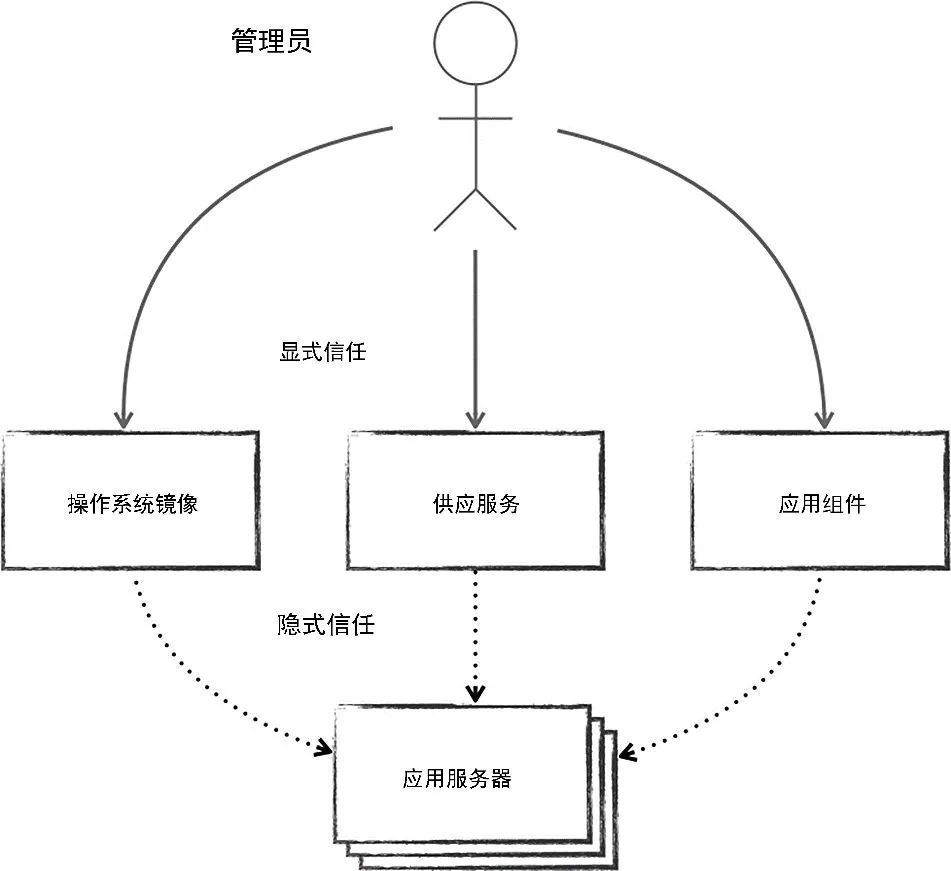 管理员
显式信任
操作系统镜像
供应服务
应用组件
隐式信任
应用服务器